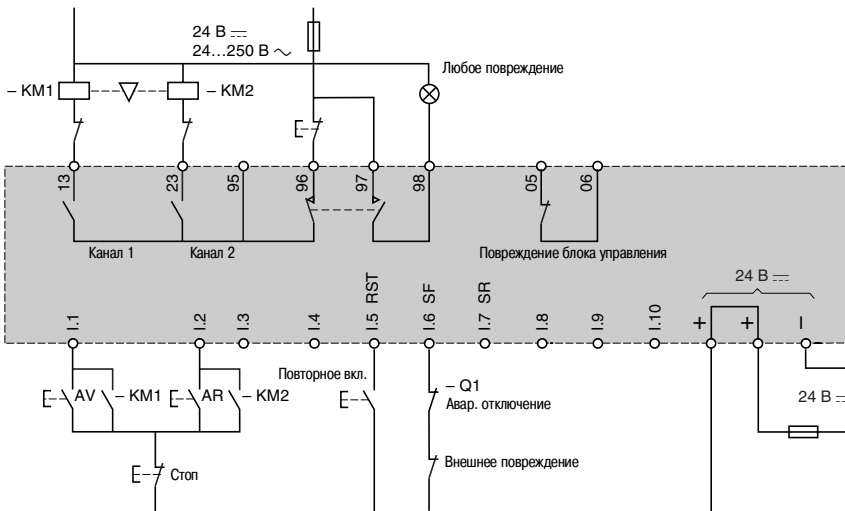 24 В
24...250 В ~
Любое повреждение
– KM1
– KM2
13
23
95
96
97
98
05
06
Канал 1
Канал 2
Повреждение блока управления
24 В
I.1
I.2
I.3
I.4
I.5 RST
I.6 SF
I.7 SR
I.8
I.9
I.10
+
+
–
Повторное вкл.
– Q1
Авар. отключение
AV
– KM1
AR
– KM2
24 В
Внешнее повреждение
Стоп